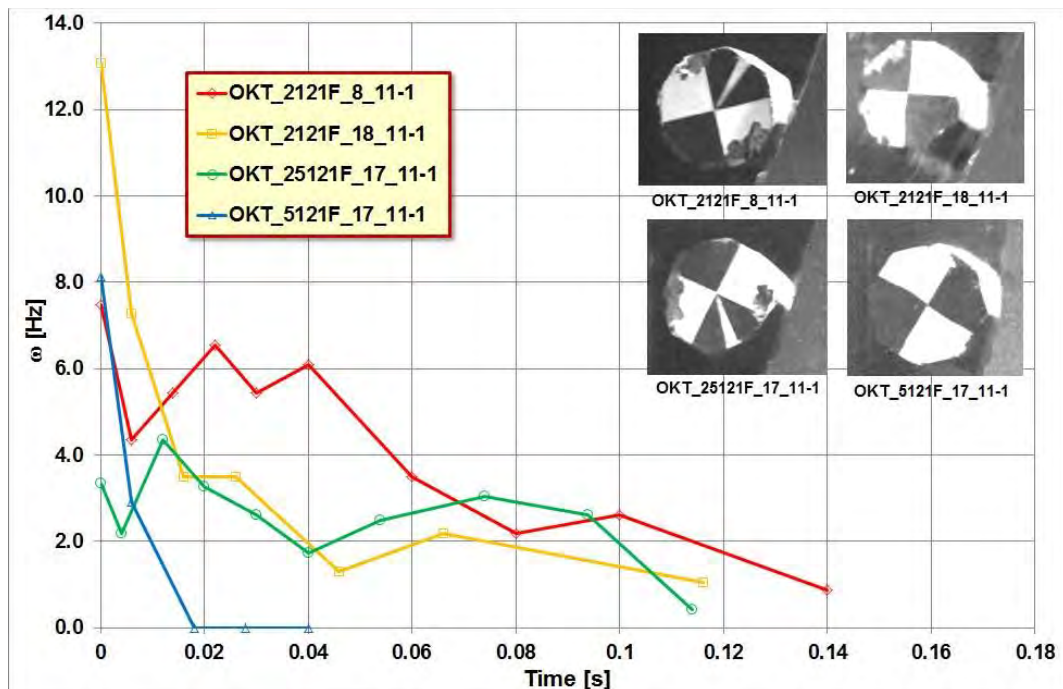 14.0
12.0
10.0
8.0
6.0
4.0
2.0
0.0
ω [Hz]
OKT_2121F_8_11-1
OKT_2121F_18_11-1
OKT_25121F_17_11-1
OKT_5121F_17_11-1
OKT_2121F_8_11-1
OKT_2121F_18_11-1
OKT_25121F_17_11-1
OKT_5121F_17_11-1
0 0.02 0.04 0.06 0.08 0.1 0.12 0.14 0.16 0.18
Time [s]